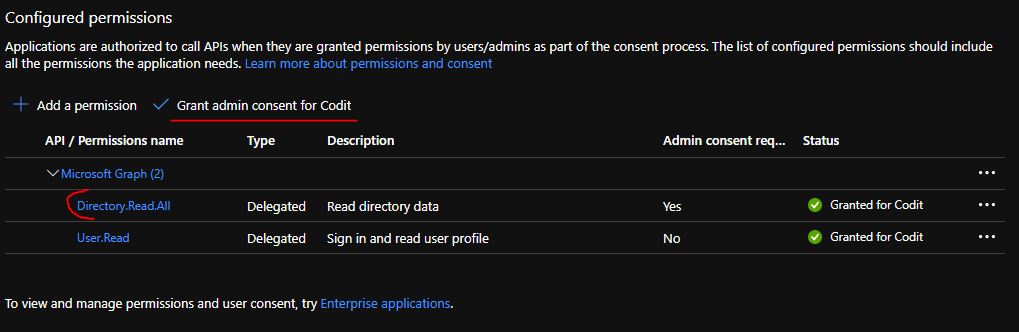 Configured permissions
Applications are authorized to call APIs when they are granted permissions by users/admins as part of the consent process. The list of configured permissions should include
all the permissions the application needs. Learn more about permissions and consent
Add a permission Grant admin consent for Codit
API / Permissions name Type Description Admin consent req... Status
Microsoft Graph (2) ...
Directory.Read.All Delegated Read directory data Yes Granted for Codit ...
User.Read Delegated Sign in and read user profile No Granted for Codit ...
To view and manage permissions and user consent, try Enterprise applications.